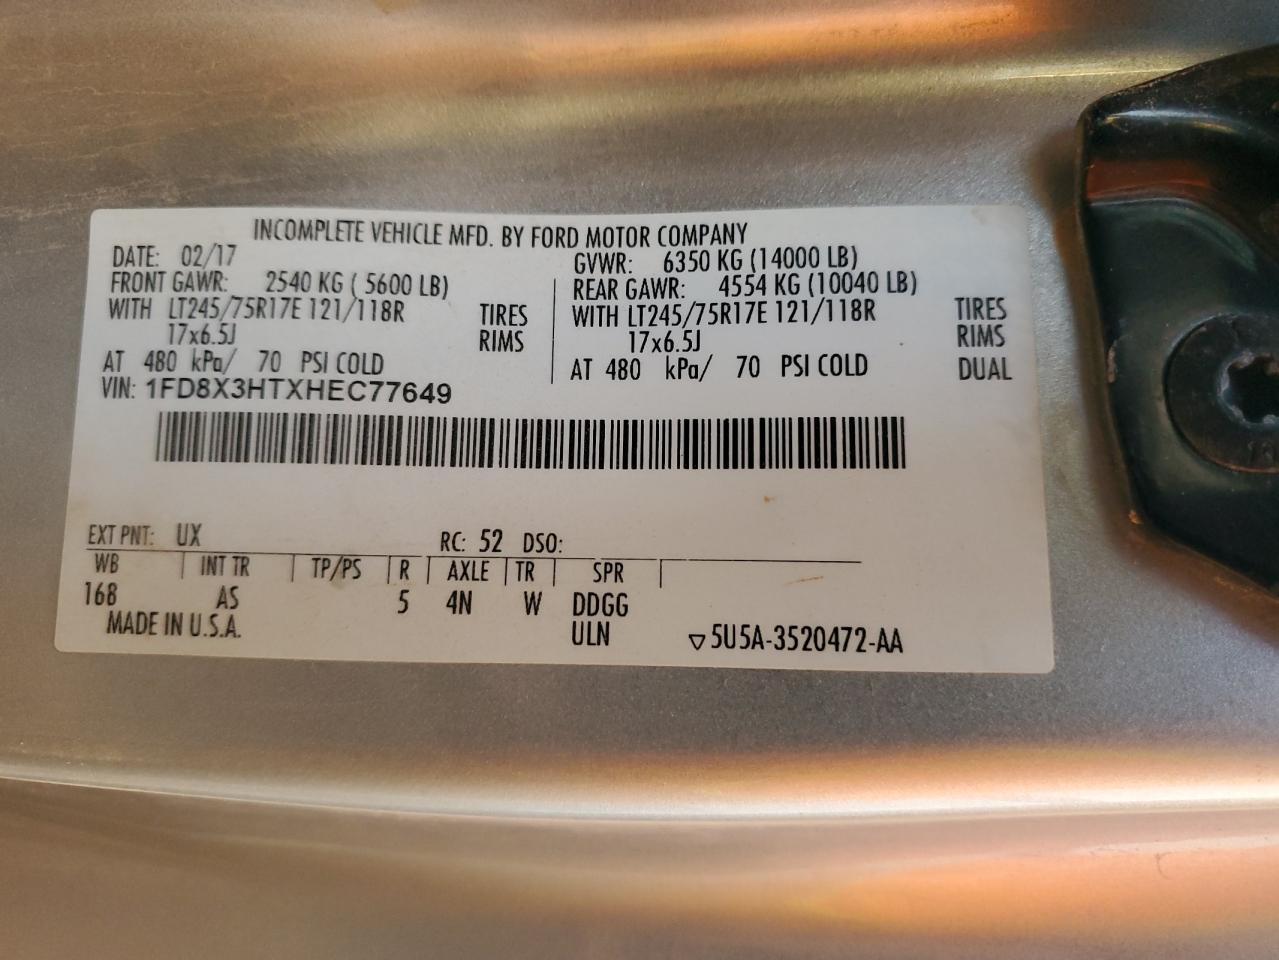 INCOMPLETE VEHICLE MFD. BY FORD MOTOR COMPANY
DATE: 02/17 GVWR: 6350 KG (14000 LB)
FRONT GAWR: 2540 KG ( 5600 LB) REAR GAWR: 4554 KG (10040 LB)
WITH LT245/75R17E 121/118R TIRES WITH LT245/75R17E 121/118R TIRES
17x6.5J RIMS 17x6.5J RIMS
AT 480 kPa/ 70 PSI COLD AT 480 kPa/ 70 PSI COLD DUAL
VIN: 1FD8X3HTXHEC77649
EXT PNT: UX RC: 52 DSO:
WB INT TR TP/PS R AXLE TR SPR
168 AS 5 4N W DDGG
MADE IN U.S.A. ULN ▽5U5A-3520472-AA